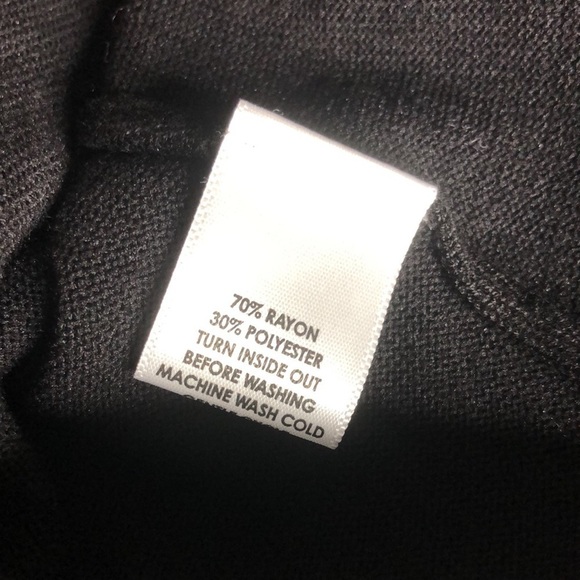 70% RAYON
30% POLYESTER
TURN INSIDE OUT
BEFORE WASHING
MACHINE WASH COLD